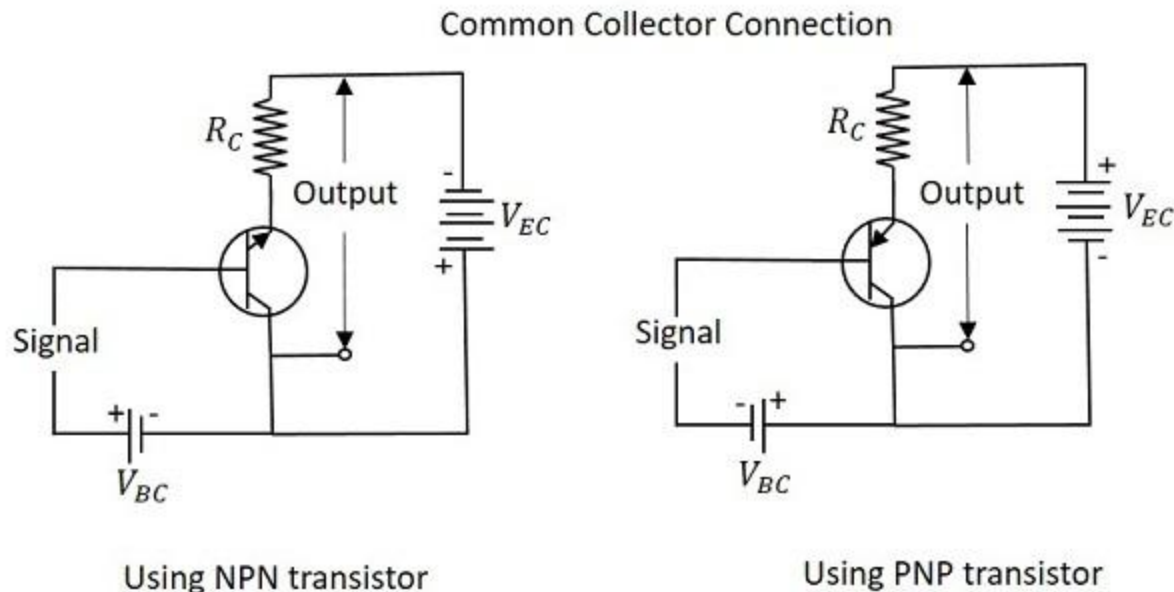 Common Collector Connection
R_C
Output
-
V_EC
+
Signal
+ -
V_BC
Using NPN transistor
R_C
Output
+
V_EC
-
Signal
- +
V_BC
Using PNP transistor